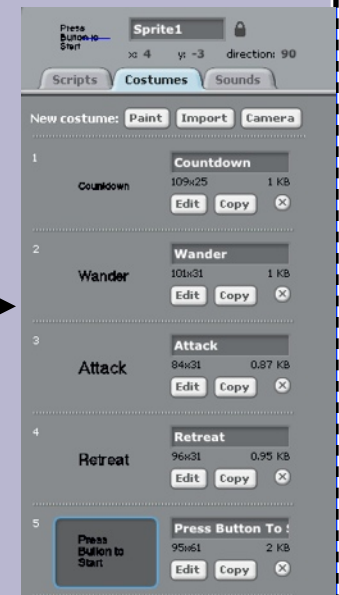 Press
Button to
Start
Sprite1
x: 4 y: -3 direction: 90
Scripts Costumes Sounds
New costume: Paint Import Camera
1
Countdown
Countdown
109x25 1 KB
Edit Copy
2
Wander
Wander
101x31 1 KB
Edit Copy
3
Attack
Attack
84x31 0.87 KB
Edit Copy
4
Retreat
Retreat
96x31 0.95 KB
Edit Copy
5
Press
Button to
Start
Press Button To S
95x61 2 KB
Edit Copy